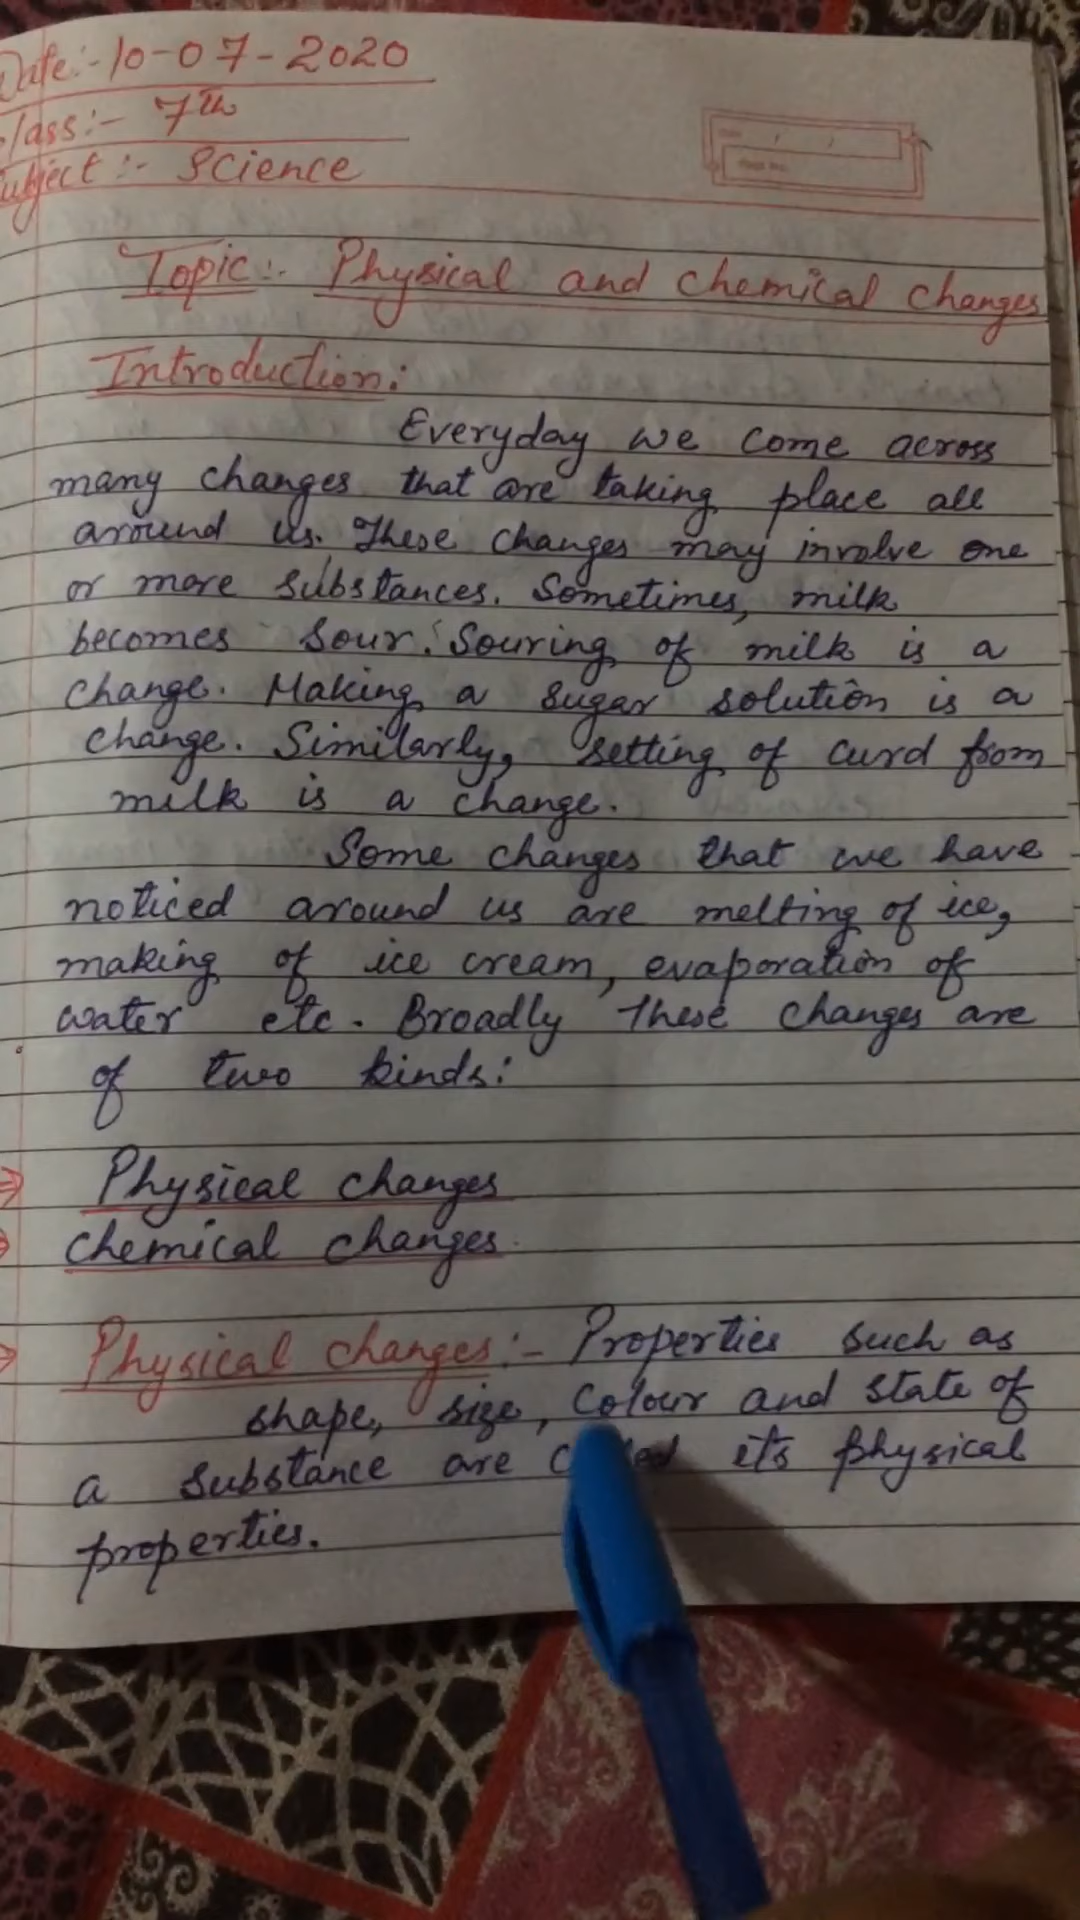 Date:- 10-07-2020
Class:- 7th
Subject:- Science
Topic:- Physical and chemical changes
Introduction:
Everyday we come across
many changes that are taking place all
around us. These changes may involve one
or more substances. Sometimes, milk
becomes sour. Souring of milk is a
change. Making a sugar solution is a
change. Similarly, setting of curd from
milk is a change.
Some changes that we have
noticed around us are melting of ice,
making of ice cream, evaporation of
water etc. Broadly these changes are
of two kinds:
→ Physical changes
→ chemical changes.
→ Physical changes:- Properties such as
shape, size, colour and state of
a substance are its physical
properties.